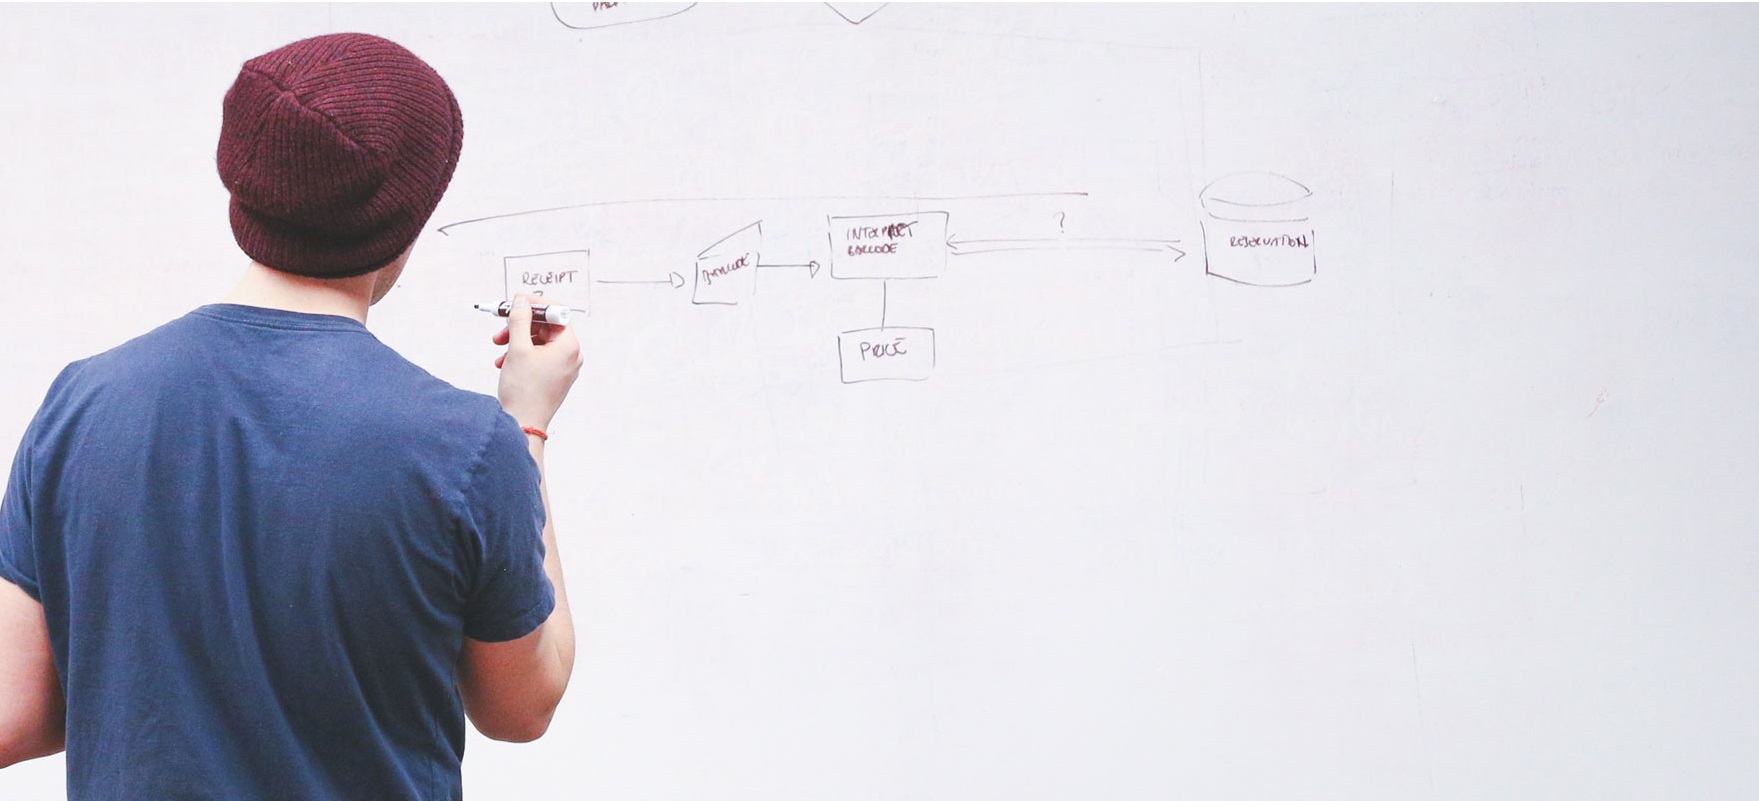 ?
INTERPRET
BARCODE
RESERVATION
BARCODE
RECEIPT
?
PRICE